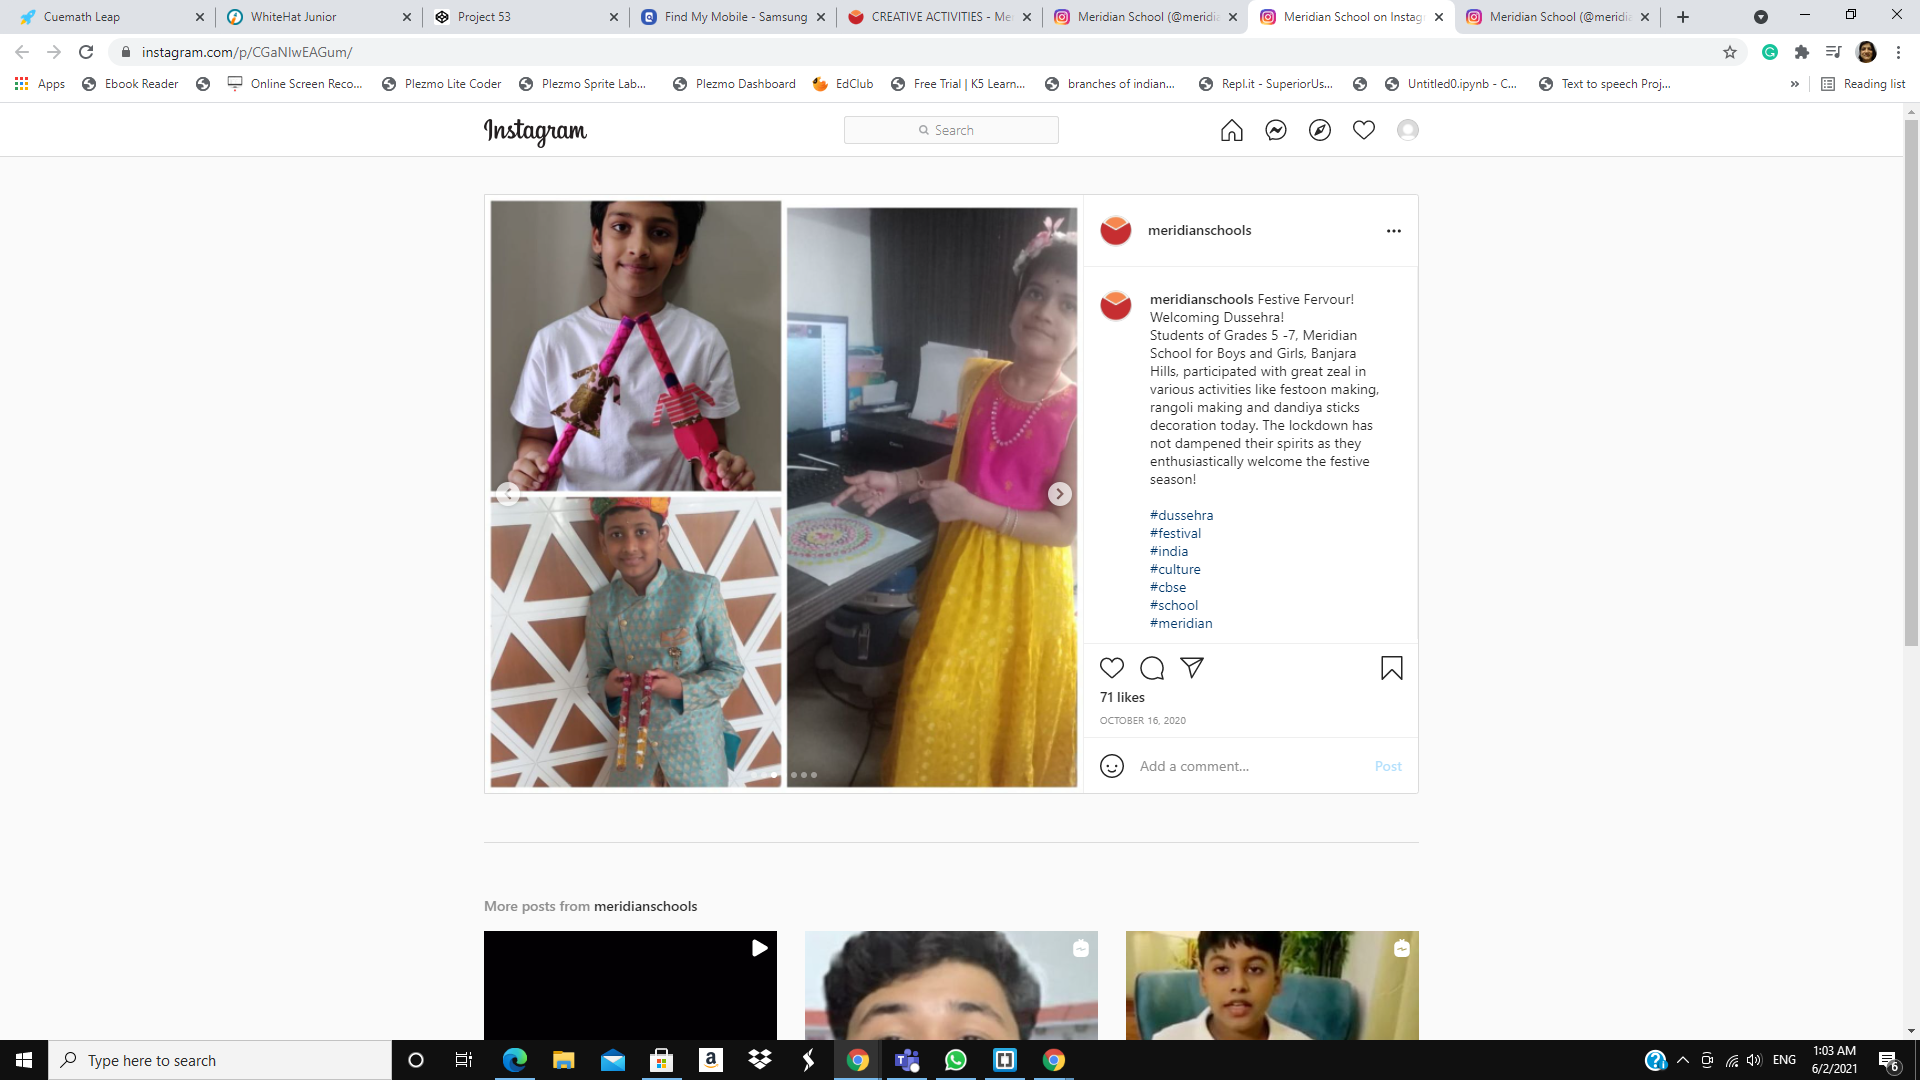 Cuemath Leap
WhiteHat Junior
Project 53
Find My Mobile - Samsung
CREATIVE ACTIVITIES - Me
Meridian School (@meridia
Meridian School on Instag
Meridian School (@meridia
instagram.com/p/CGaNIwEAGum/
Apps
Ebook Reader
Online Screen Reco...
Plezmo Lite Coder
Plezmo Sprite Lab...
Plezmo Dashboard
EdClub
Free Trial | K5 Learn...
branches of indian...
Repl.it - SuperiorUs...
Untitled0.ipynb - C...
Text to speech Proj...
»
Reading list
Instagram
Search
meridianschools
meridianschools Festive Fervour!
Welcoming Dussehra!
Students of Grades 5 -7, Meridian
School for Boys and Girls, Banjara
Hills, participated with great zeal in
various activities like festoon making,
rangoli making and dandiya sticks
decoration today. The lockdown has
not dampened their spirits as they
enthusiastically welcome the festive
season!
#dussehra
#festival
#india
#culture
#cbse
#school
#meridian
71 likes
OCTOBER 16, 2020
Add a comment...
Post
More posts from meridianschools
Type here to search
ENG
1:03 AM
6/2/2021
6